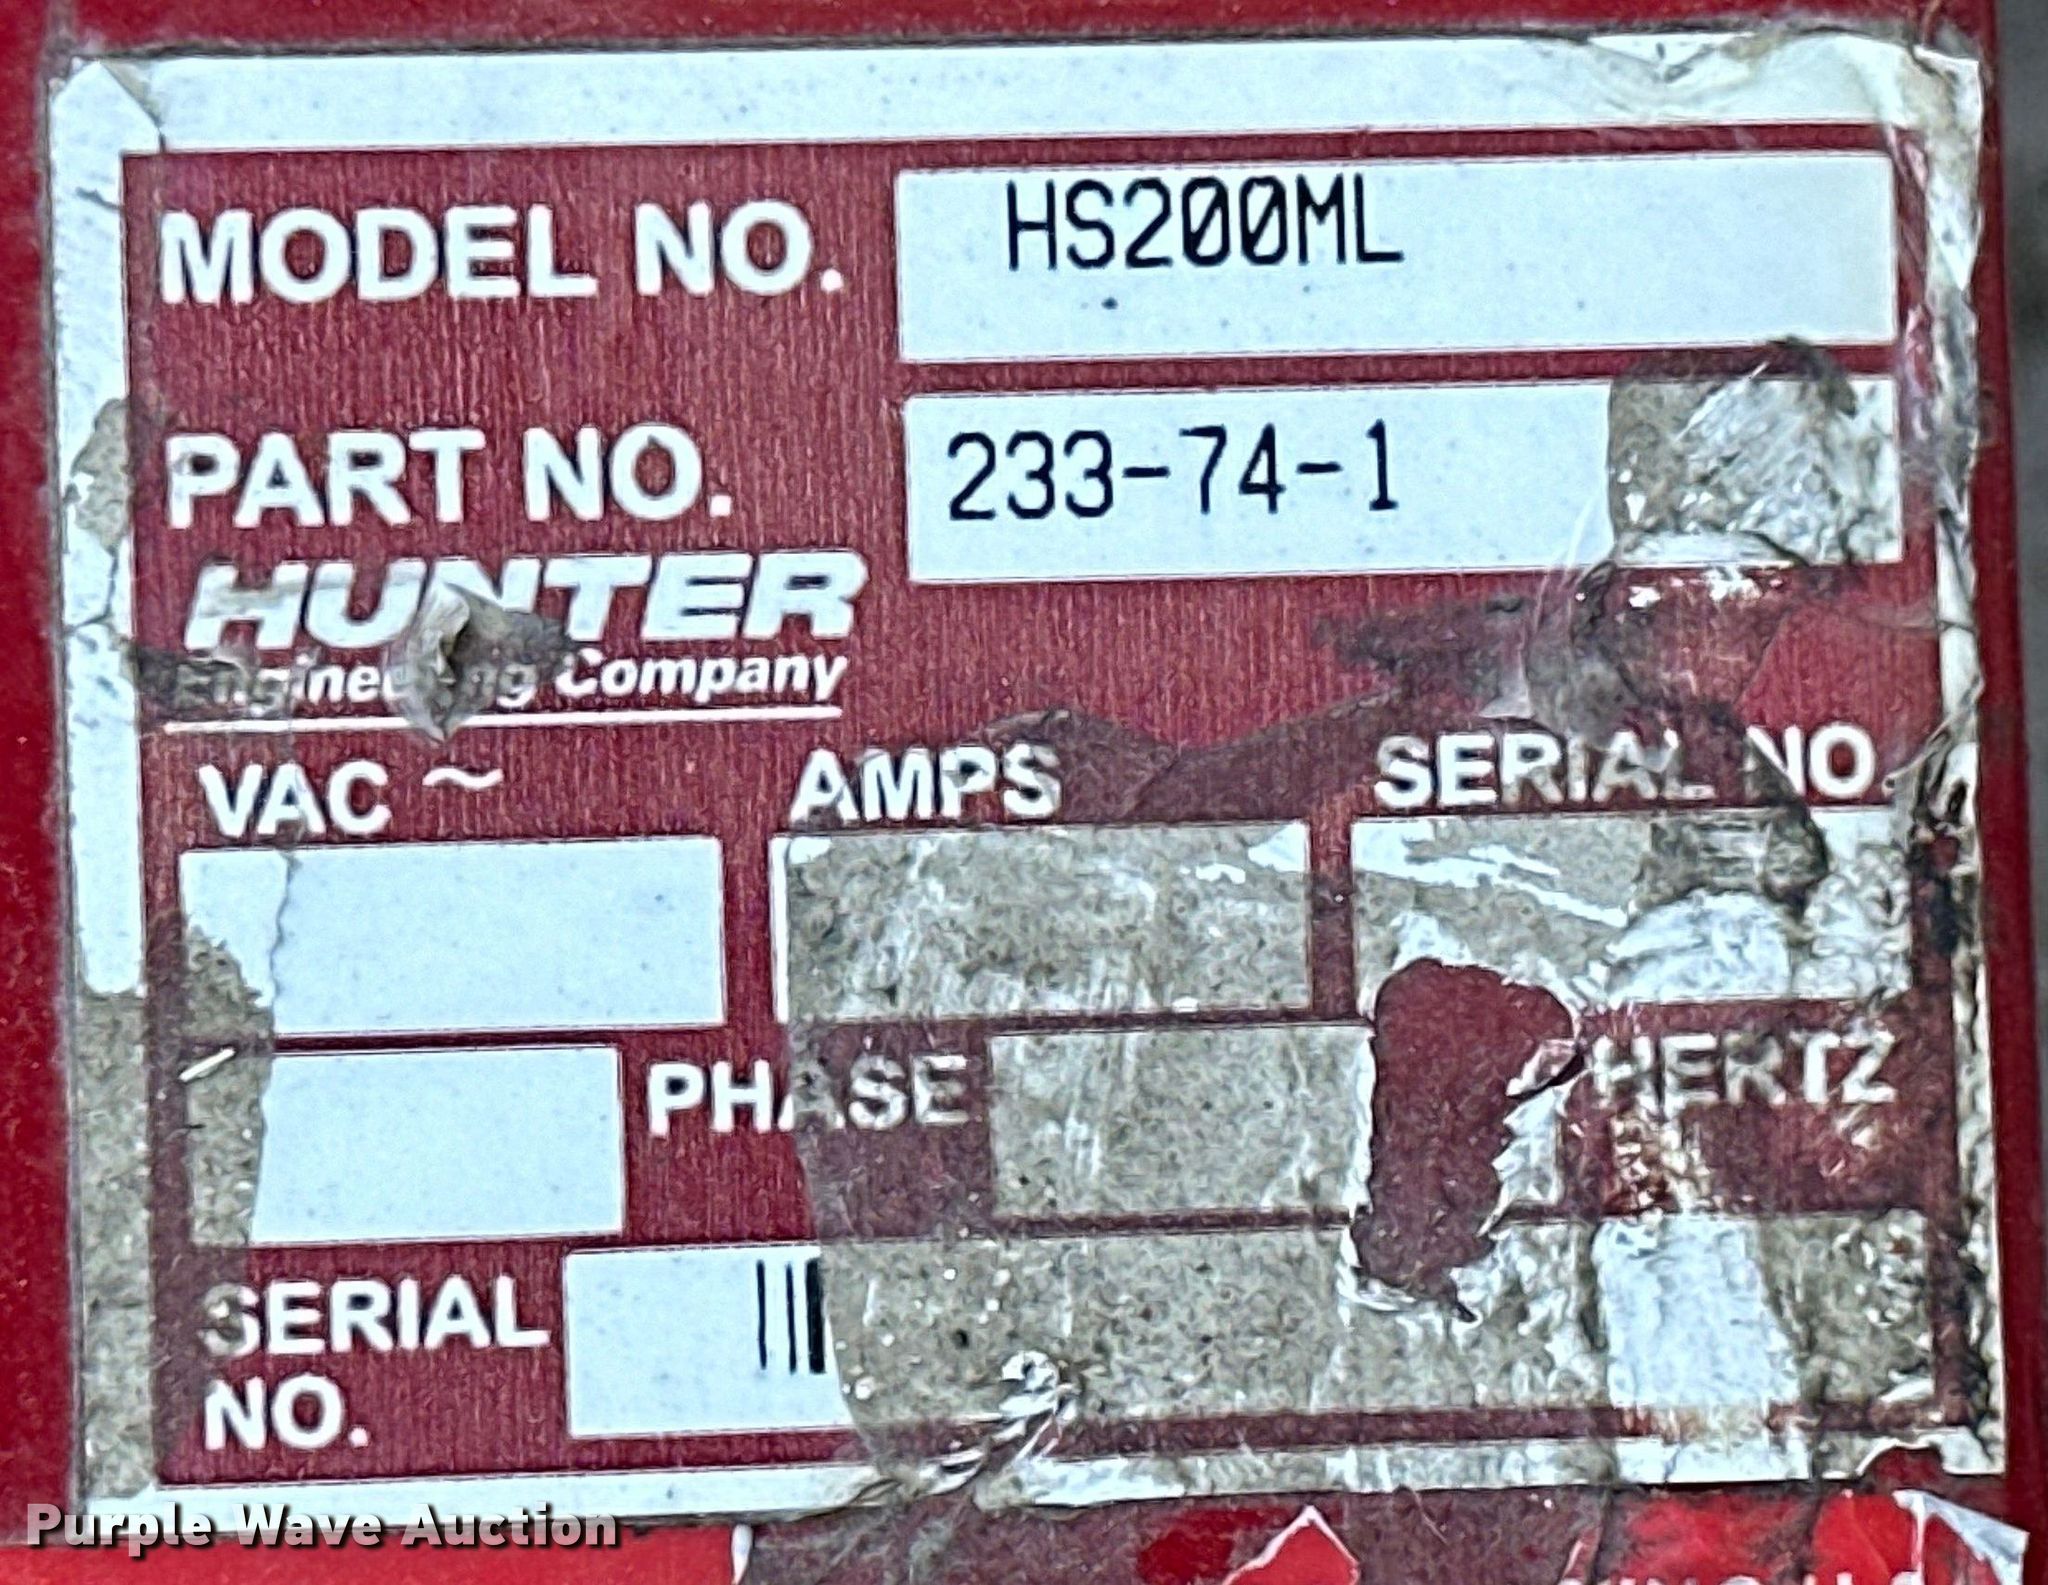 MODEL NO. HS200ML
PART NO. 233-74-1
HUNTER
Engineering Company
VAC ~ AMPS SERIAL NO.
PHASE HERTZ
SERIAL
NO.
Purple Wave Auction